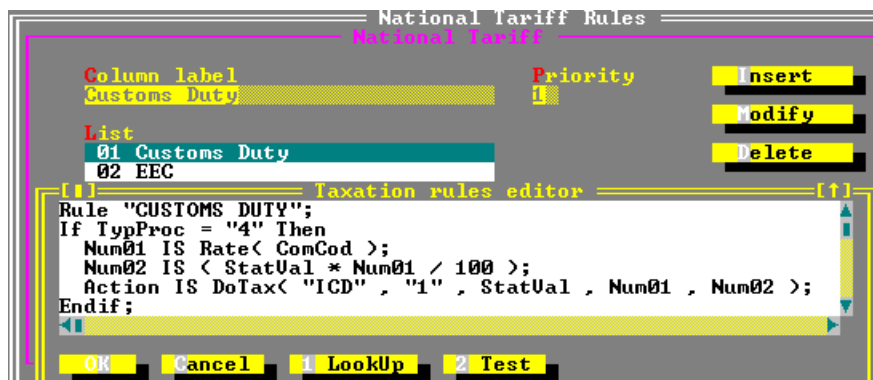 National Tariff Rules
National Tariff
Column label
Priority
Insert
Customs Duty
1
Modify
List
01 Customs Duty
Delete
02 EEC
Taxation rules editor
Rule "CUSTOMS DUTY";
If TypProc = "4" Then
Num01 IS Rate( ComCod );
Num02 IS ( StatVal * Num01 / 100 );
Action IS DoTax( "ICD" , "1" , StatVal , Num01 , Num02 );
Endif;
OK Cancel 1 LookUp 2 Test